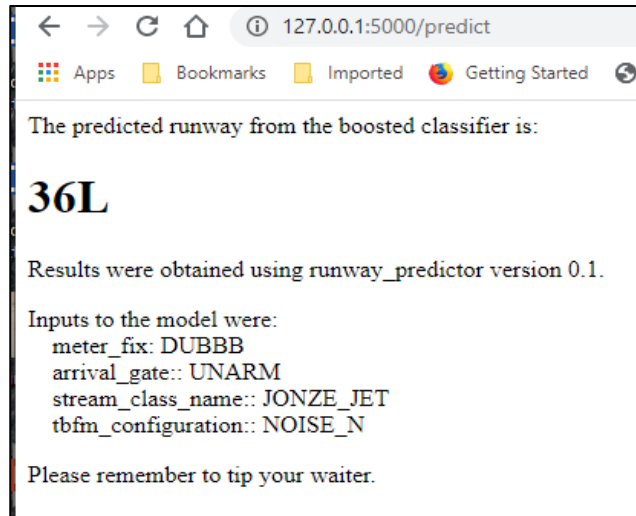 127.0.0.1:5000/predict
Apps Bookmarks Imported Getting Started
The predicted runway from the boosted classifier is:
36L
Results were obtained using runway_predictor version 0.1.
Inputs to the model were:
meter_fix: DUBBB
arrival_gate:: UNARM
stream_class_name:: JONZE_JET
tbfm_configuration:: NOISE_N
Please remember to tip your waiter.